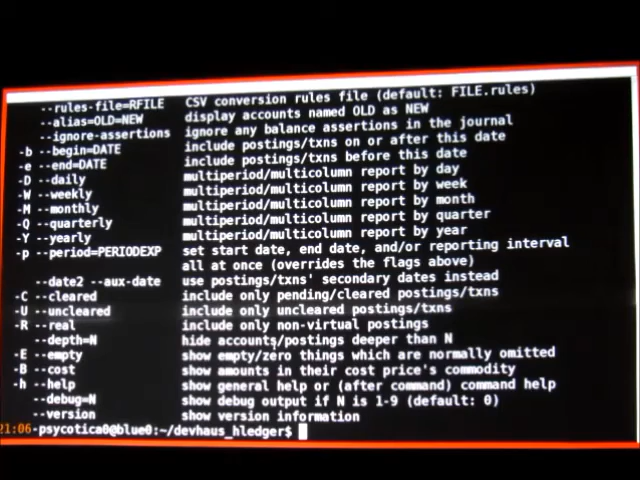 --rules-file=RFILE CSV conversion rules file (default: FILE.rules)
--alias=OLD=NEW display accounts named OLD as NEW
--ignore-assertions ignore any balance assertions in the journal
-b --begin=DATE include postings/txns on or after this date
-e --end=DATE include postings/txns before this date
-D --daily multiperiod/multicolumn report by day
-W --weekly multiperiod/multicolumn report by week
-M --monthly multiperiod/multicolumn report by month
-Q --quarterly multiperiod/multicolumn report by quarter
-Y --yearly multiperiod/multicolumn report by year
-p --period=PERIODEXP set start date, end date, and/or reporting interval
all at once (overrides the flags above)
--date2 --aux-date use postings/txns' secondary dates instead
-C --cleared include only pending/cleared postings/txns
-U --uncleared include only uncleared postings/txns
-R --real include only non-virtual postings
--depth=N hide accounts/postings deeper than N
-E --empty show empty/zero things which are normally omitted
-B --cost show amounts in their cost price's commodity
-h --help show general help or (after command) command help
--debug=N show debug output if N is 1-9 (default: 0)
--version show version information
21:06-psycotica0@blue0:~/devhaus_hledger$